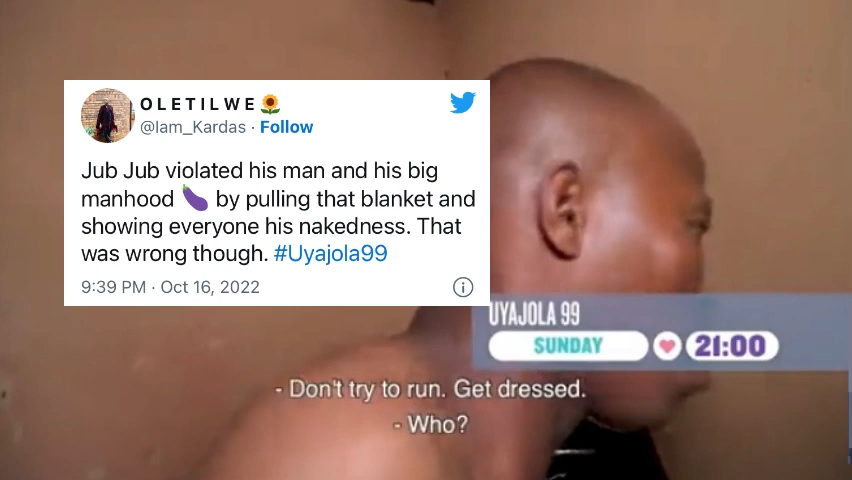 OLETILWE🌻
@Iam_Kardas · Follow
Jub Jub violated his man and his big
manhood 🍆 by pulling that blanket and
showing everyone his nakedness. That
was wrong though. #Uyajola99
9:39 PM · Oct 16, 2022
UYAJOLA 99
SUNDAY 21:00
- Don't try to run. Get dressed.
- Who?